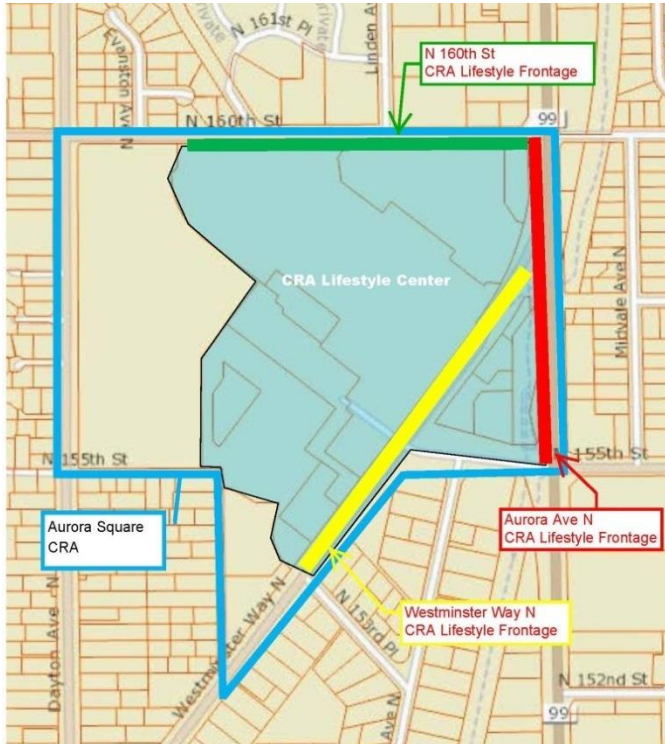 Private
N 161st Pl
Private
Linden Av
Evanston Ave N
N 160th St
CRA Lifestyle Frontage
N 160th St
99
CRA Lifestyle Center
Midvale Ave N
N 155th St
155th St
Aurora Square
CRA
Aurora Ave N
CRA Lifestyle Frontage
Westminster Way N
CRA Lifestyle Frontage
Dayton Ave N
Westminster Way N
N 153rd Pl
Ave N
N 152nd St
99